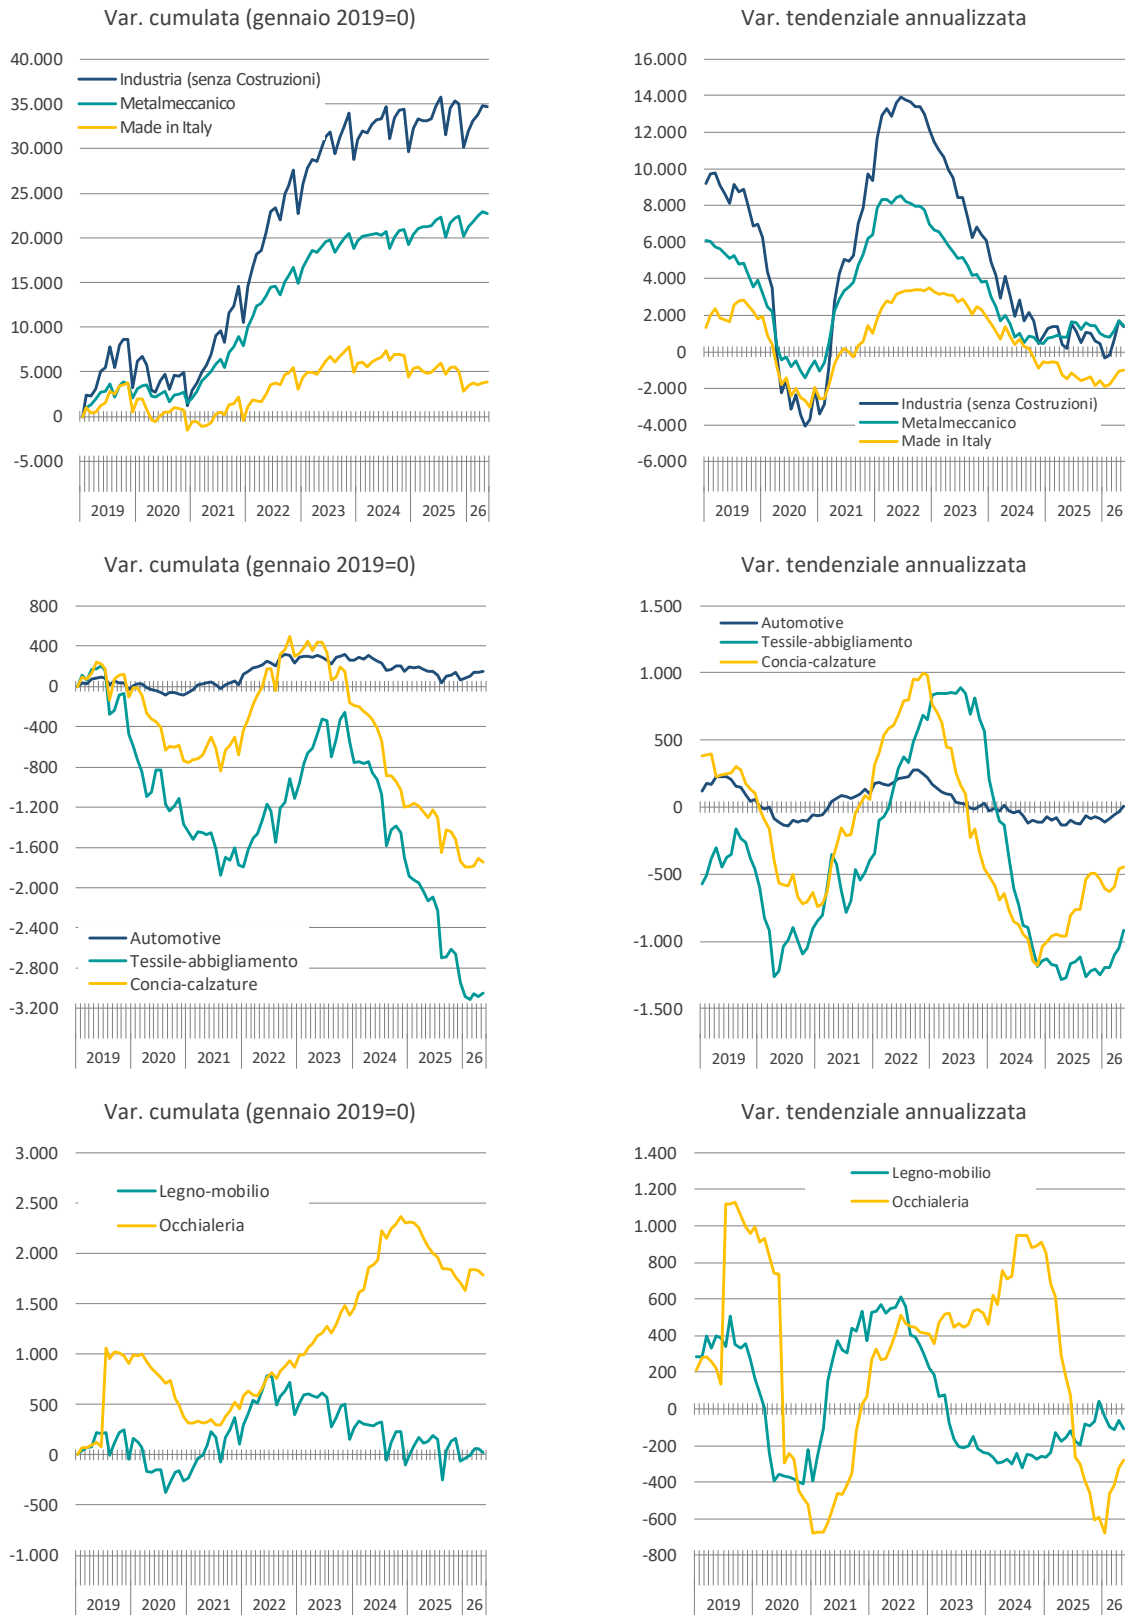 Var. cumulata (gennaio 2019=0)
40.000
35.000
30.000
25.000
20.000
15.000
10.000
5.000
0
-5.000
Industria (senza Costruzioni)
Metalmeccanico
Made in Italy
2019 2020 2021 2022 2023 2024 2025 26
Var. tendenziale annualizzata
16.000
14.000
12.000
10.000
8.000
6.000
4.000
2.000
0
-2.000
-4.000
-6.000
Industria (senza Costruzioni)
Metalmeccanico
Made in Italy
2019 2020 2021 2022 2023 2024 2025 26
Var. cumulata (gennaio 2019=0)
800
400
0
-400
-800
-1.200
-1.600
-2.000
-2.400
-2.800
-3.200
Automotive
Tessile-abbigliamento
Concia-calzature
2019 2020 2021 2022 2023 2024 2025 26
Var. tendenziale annualizzata
1.500
1.000
500
0
-500
-1.000
-1.500
Automotive
Tessile-abbigliamento
Concia-calzature
2019 2020 2021 2022 2023 2024 2025 26
Var. cumulata (gennaio 2019=0)
3.000
2.500
2.000
1.500
1.000
500
0
-500
-1.000
Legno-mobilio
Occhialeria
2019 2020 2021 2022 2023 2024 2025 26
Var. tendenziale annualizzata
1.400
1.200
1.000
800
600
400
200
0
-200
-400
-600
-800
Legno-mobilio
Occhialeria
2019 2020 2021 2022 2023 2024 2025 26